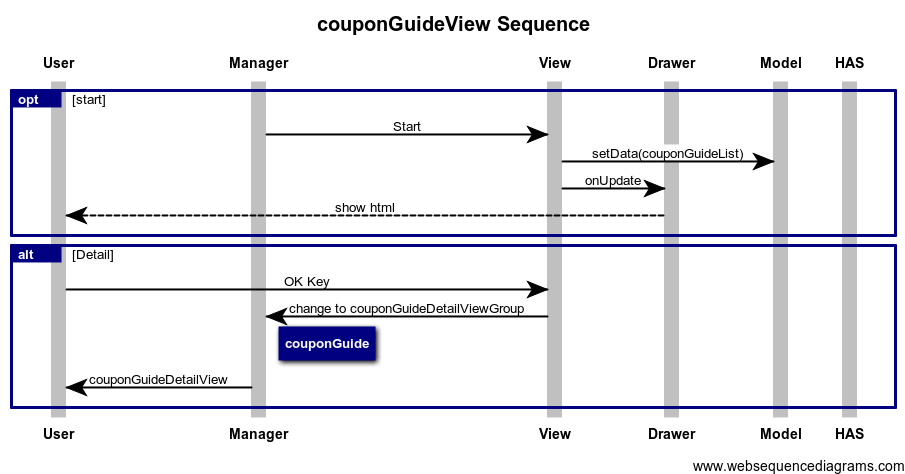 couponGuideView Sequence
User Manager View Drawer Model HAS
opt [start]
Start
setData(couponGuideList)
onUpdate
show html
alt [Detail]
OK Key
change to couponGuideDetailViewGroup
couponGuide
couponGuideDetailView
User Manager View Drawer Model HAS
www.websequencediagrams.com